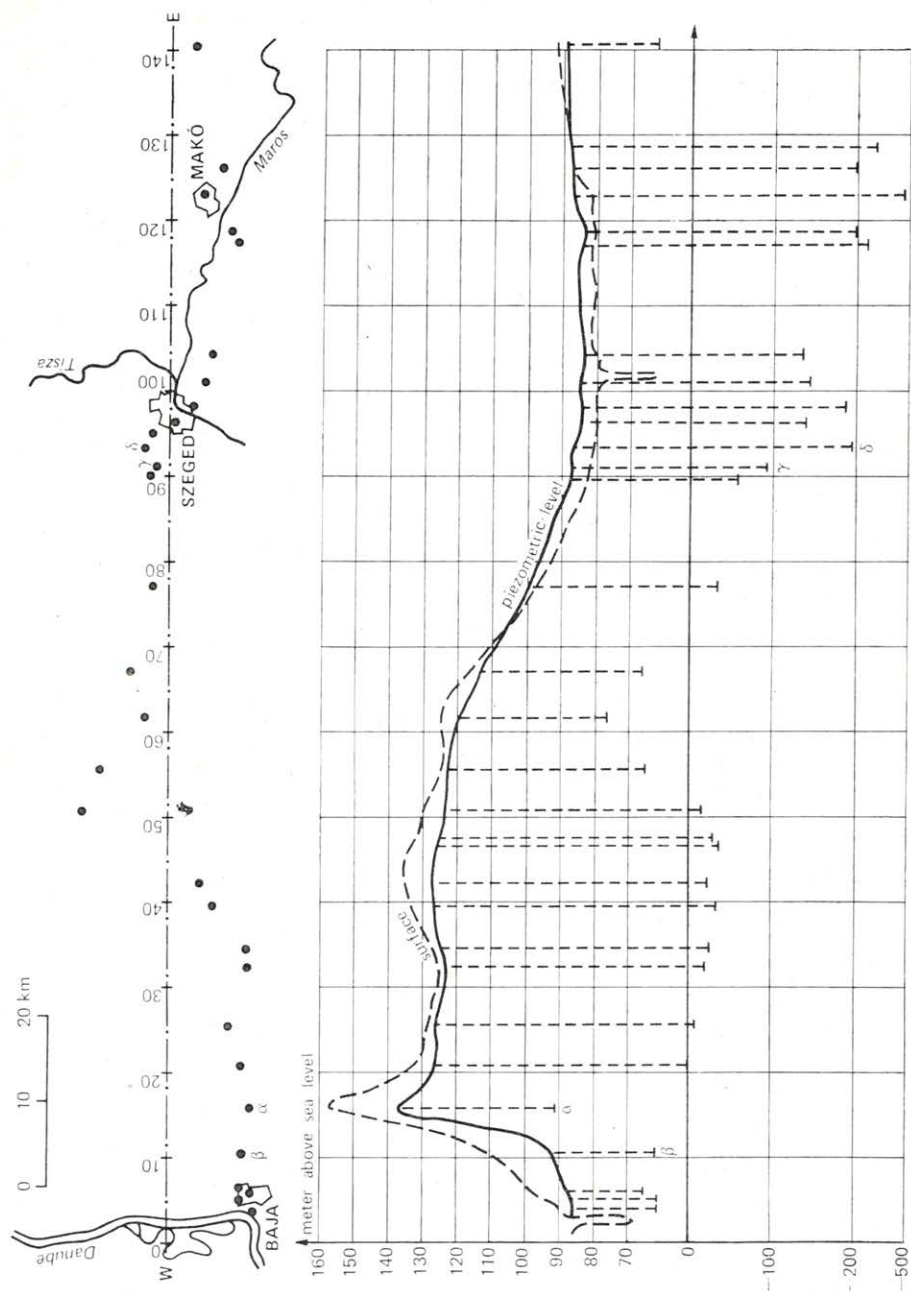 Danube
W
E
0
10
20
30
40
50
60
70
80
90
100
110
120
130
140
0 10 20 km
BAJA
β
α
γ
δ
SZEGED
Tisza
MAKÓ
Maros
meter above sea level
160
150
140
130
120
110
100
90
80
70
0
-100
-200
-500
surface
piezometric level
α
β
γ
δ